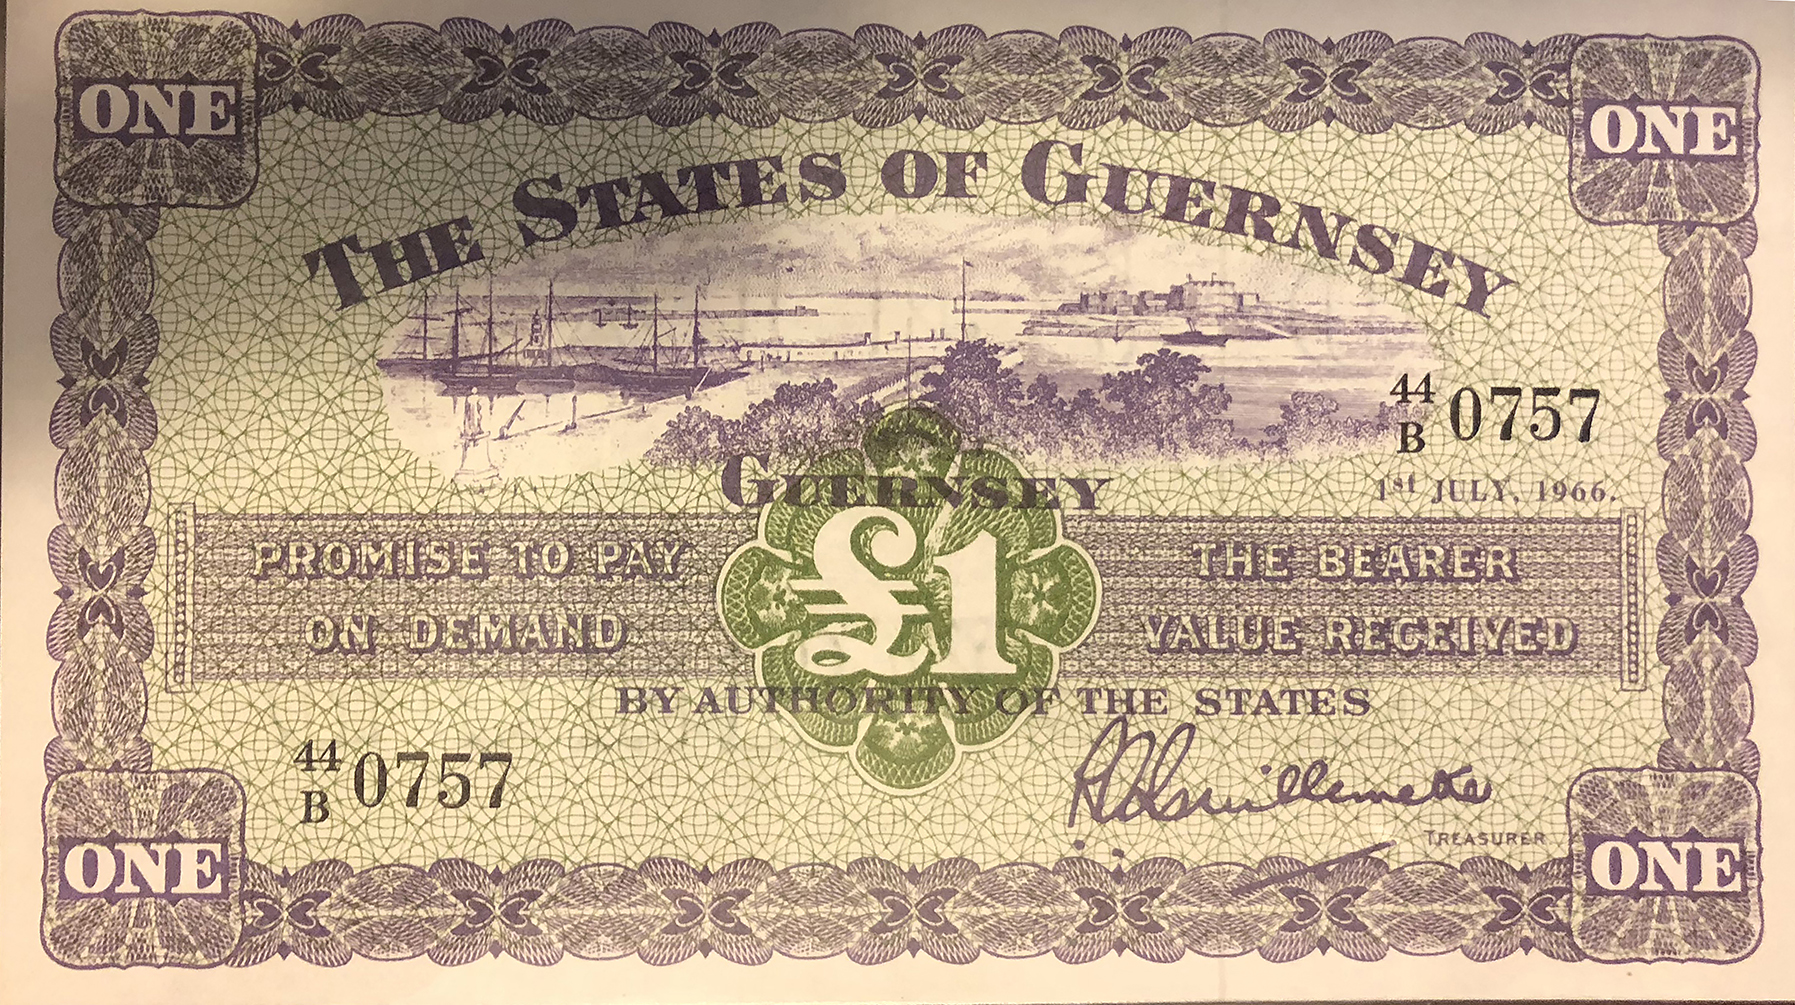 ONE
ONE
THE STATES OF GUERNSEY
44
B 0757
GUERNSEY
1st JULY, 1966.
PROMISE TO PAY
ON DEMAND
£1
THE BEARER
VALUE RECEIVED
BY AUTHORITY OF THE STATES
44
B 0757
TREASURER
ONE
ONE